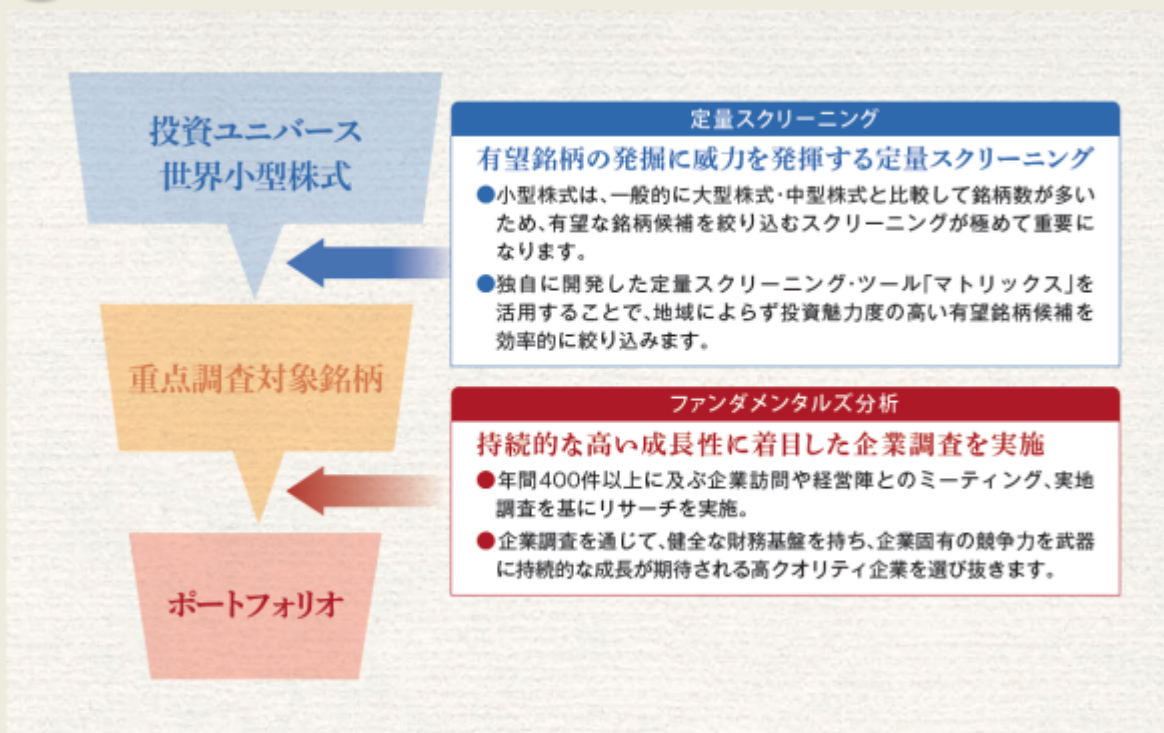 投資ユニバース
世界小型株式
定量スクリーニング
有望銘柄の発掘に威力を発揮する定量スクリーニング
●小型株式は、一般的に大型株式・中型株式と比較して銘柄数が多い
ため、有望な銘柄候補を絞り込むスクリーニングが極めて重要に
なります。
●独自に開発した定量スクリーニング・ツール「マトリックス」を
活用することで、地域によらず投資魅力度の高い有望銘柄候補を
効率的に絞り込みます。
重点調査対象銘柄
ファンダメンタルズ分析
持続的な高い成長性に着目した企業調査を実施
●年間400件以上に及ぶ企業訪問や経営陣とのミーティング、実地
調査を基にリサーチを実施。
●企業調査を通じて、健全な財務基盤を持ち、企業固有の競争力を武器
に持続的な成長が期待される高クオリティ企業を選び抜きます。
ポートフォリオ